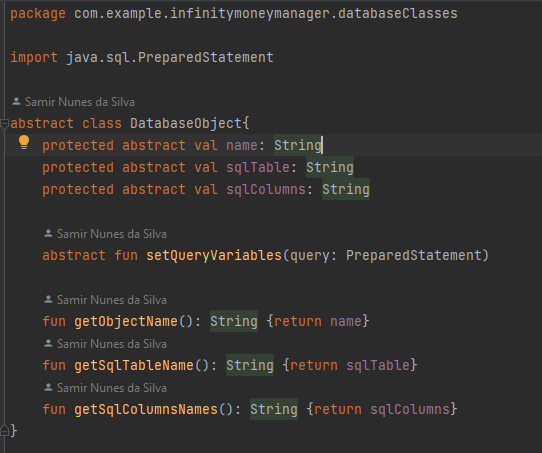 package com.example.infinitymoneymanager.databaseClasses
import java.sql.PreparedStatement
Samir Nunes da Silva
abstract class DatabaseObject{
protected abstract val name: String
protected abstract val sqlTable: String
protected abstract val sqlColumns: String
Samir Nunes da Silva
abstract fun setQueryVariables(query: PreparedStatement)
Samir Nunes da Silva
fun getObjectName(): String {return name}
Samir Nunes da Silva
fun getSqlTableName(): String {return sqlTable}
Samir Nunes da Silva
fun getSqlColumnsNames(): String {return sqlColumns}
}